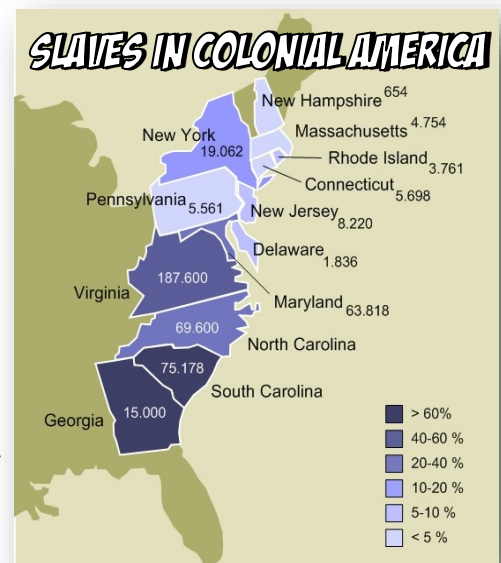 SLAVES IN COLONIAL AMERICA
New Hampshire 654
Massachusetts 4.754
New York
19.062
Rhode Island 3.761
Connecticut 5.698
Pennsylvania 5.561
New Jersey 8.220
Delaware 1.836
187.600
Virginia
Maryland 63.818
69.600
North Carolina
75.178
South Carolina
15.000
Georgia
> 60%
40-60 %
20-40 %
10-20 %
5-10 %
< 5 %